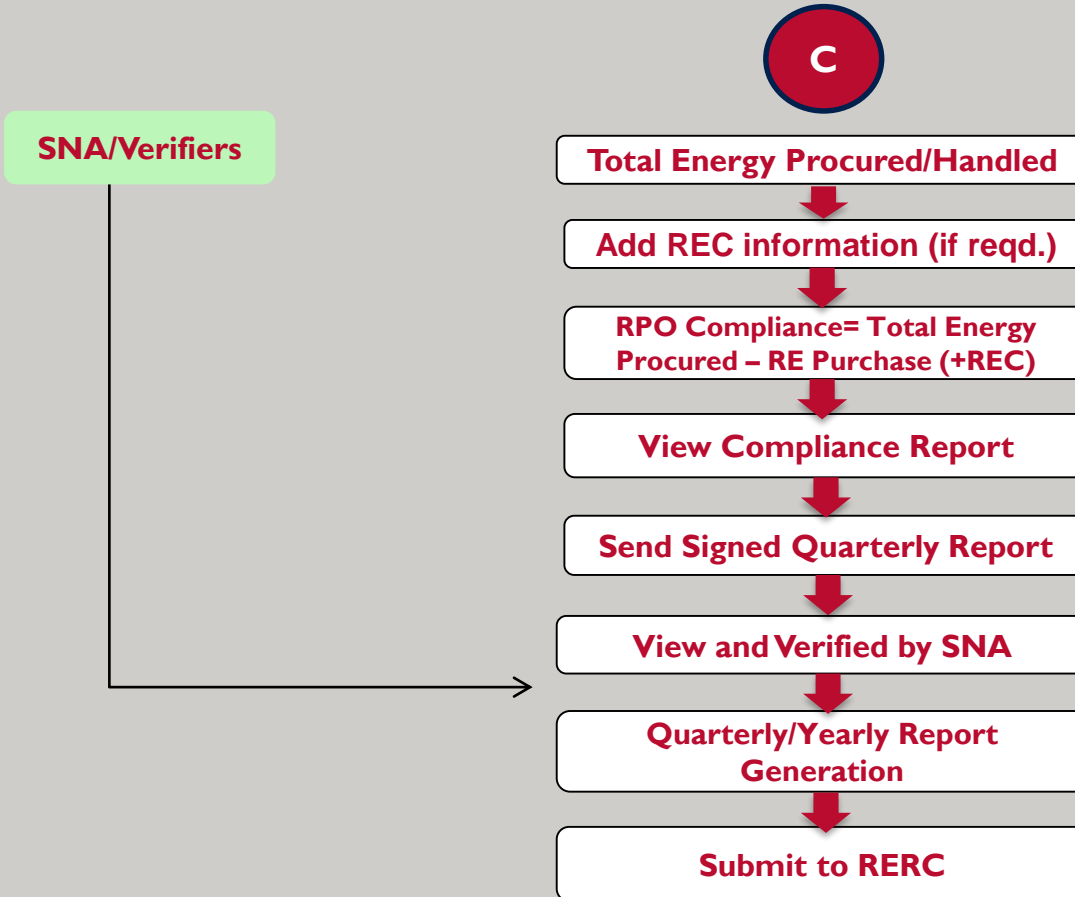 C
SNA/Verifiers
Total Energy Procured/Handled
Add REC information (if reqd.)
RPO Compliance= Total Energy
Procured – RE Purchase (+REC)
View Compliance Report
Send Signed Quarterly Report
View and Verified by SNA
Quarterly/Yearly Report
Generation
Submit to RERC